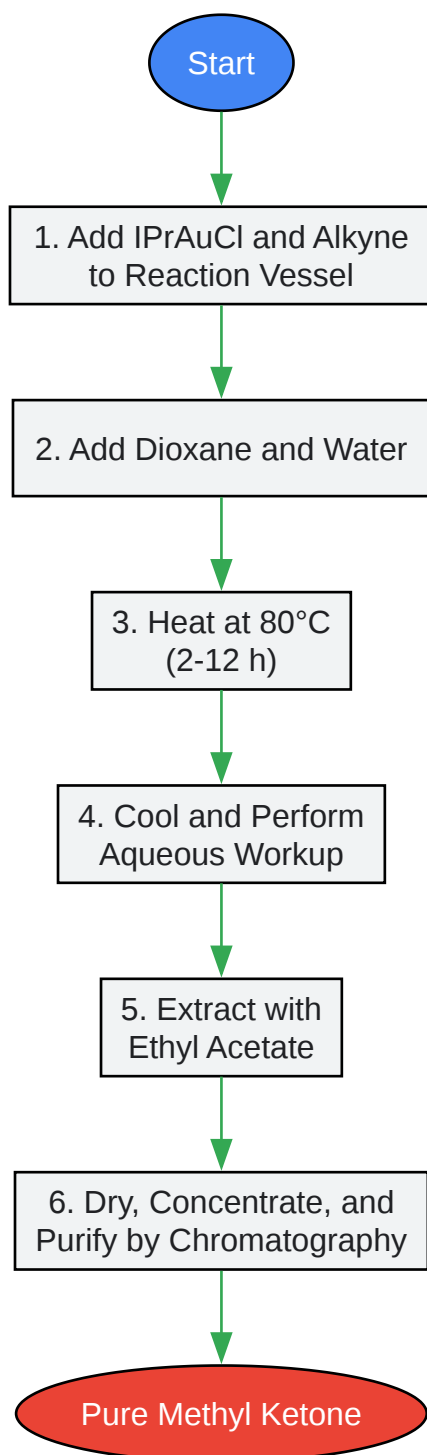 Start
1. Add IPrAuCl and Alkyne
to Reaction Vessel
2. Add Dioxane and Water
3. Heat at 80°C
(2-12 h)
4. Cool and Perform
Aqueous Workup
5. Extract with
Ethyl Acetate
6. Dry, Concentrate, and
Purify by Chromatography
Pure Methyl Ketone